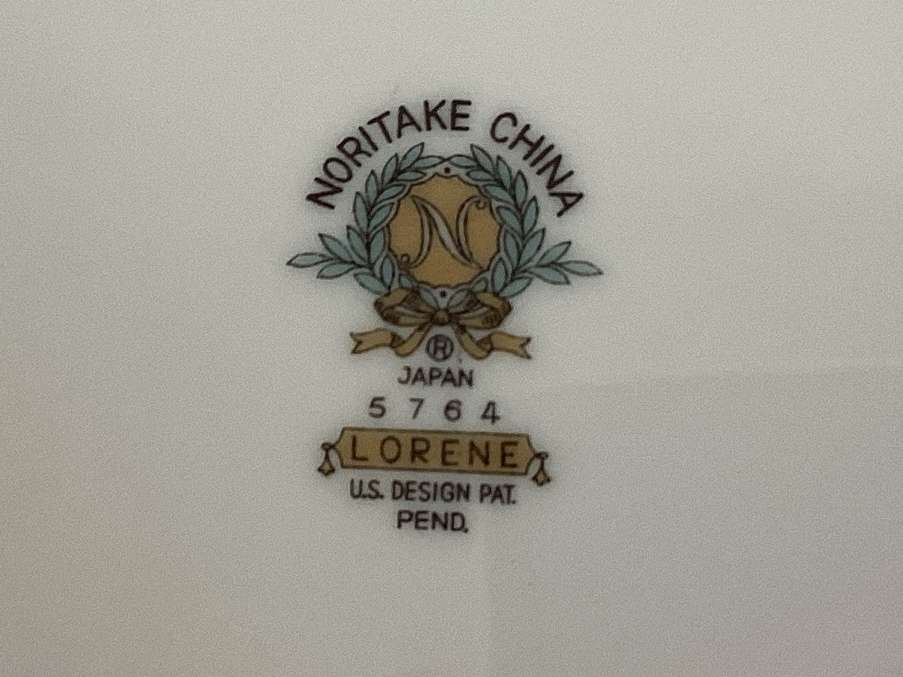 NORITAKE CHINA
N
®
JAPAN
5764
LORENE
U.S. DESIGN PAT.
PEND.